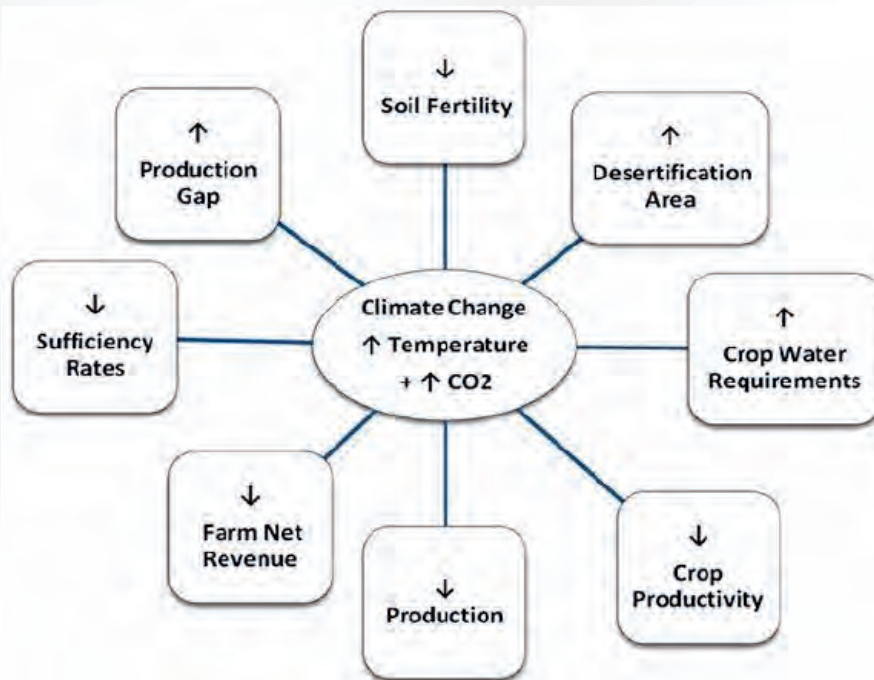 ↓
Soil Fertility
↑
Production
Gap
↑
Desertification
Area
↓
Sufficiency
Rates
Climate Change
↑ Temperature
+ ↑ CO2
↑
Crop Water
Requirements
↓
Farm Net
Revenue
↓
Production
↓
Crop
Productivity